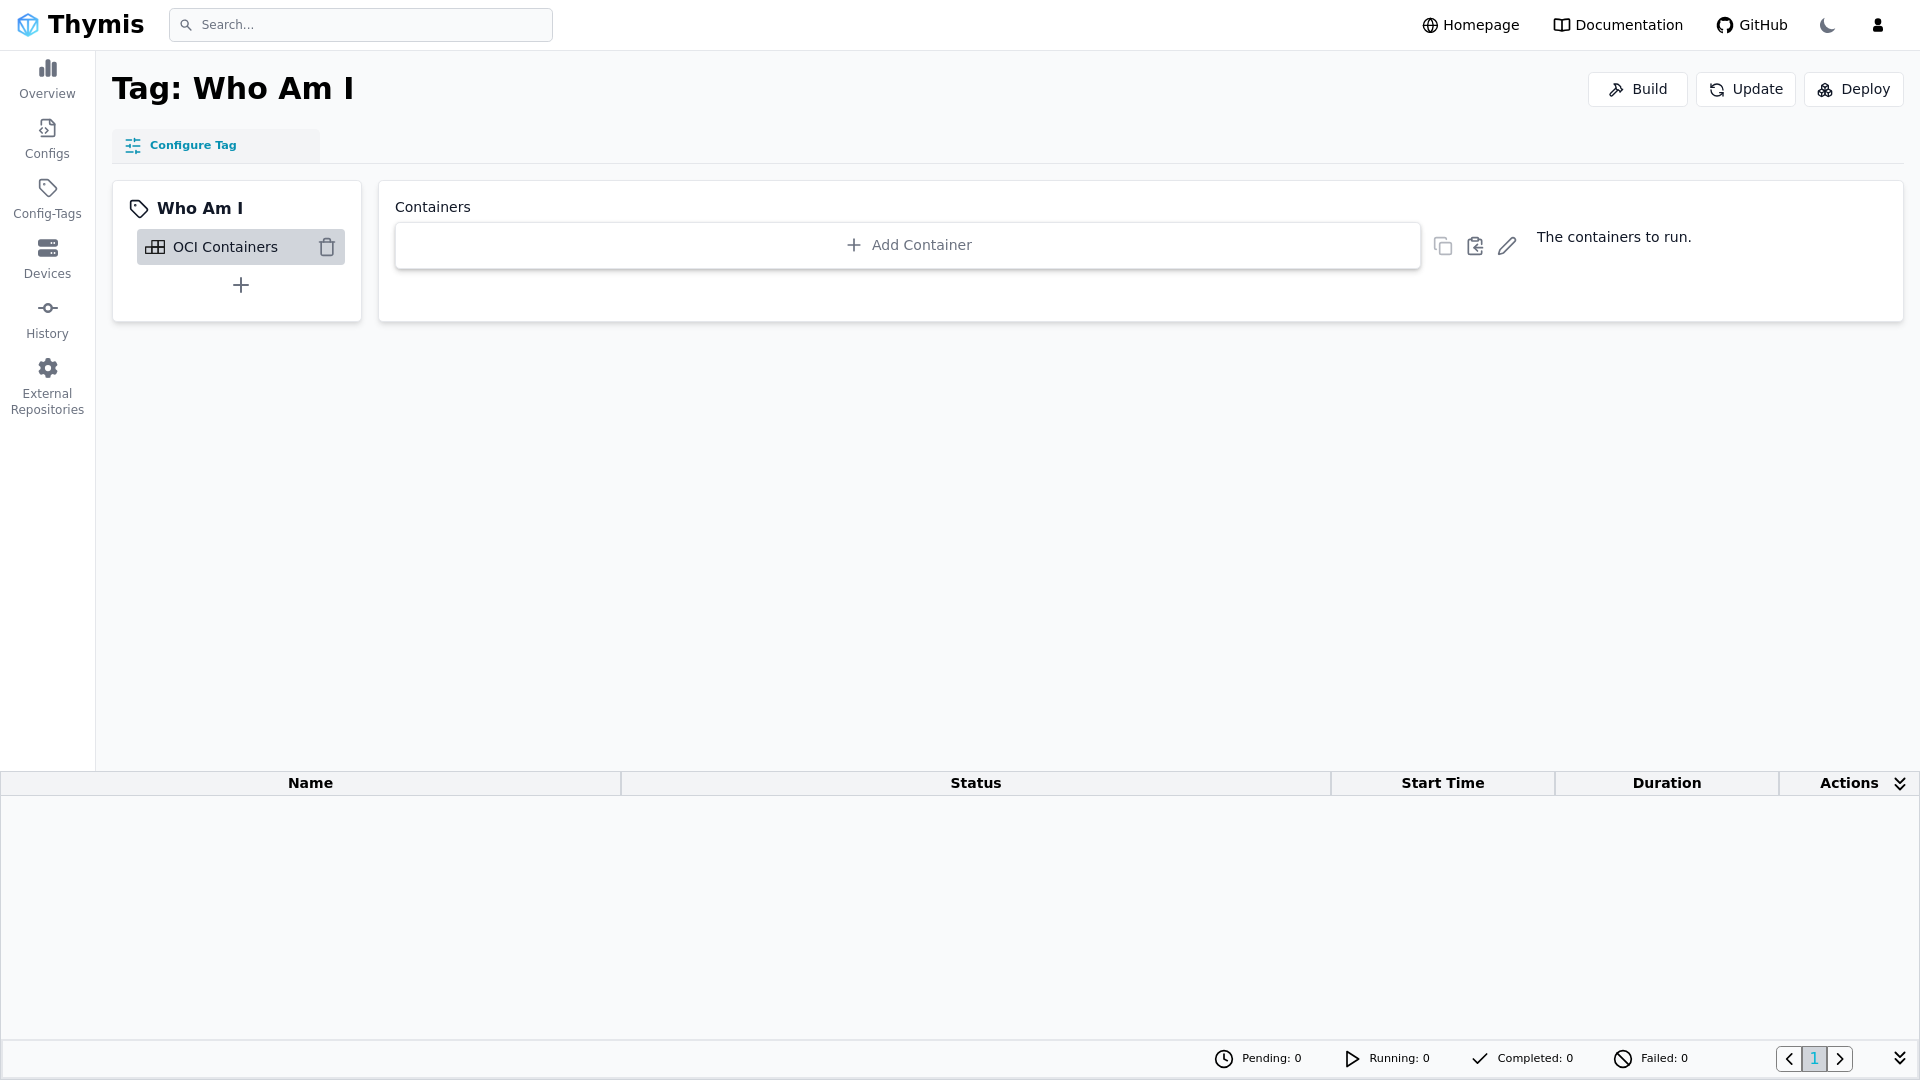 Thymis
Search...
Homepage
Documentation
GitHub
Overview
Configs
Config-Tags
Devices
History
External
Repositories
Tag: Who Am I
Build
Update
Deploy
Configure Tag
Who Am I
OCI Containers
Containers
Add Container
The containers to run.
Name
Status
Start Time
Duration
Actions
Pending: 0
Running: 0
Completed: 0
Failed: 0
1